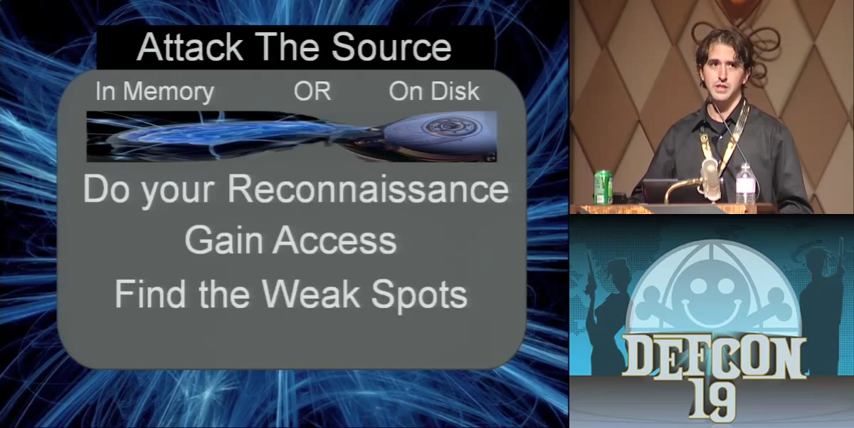 Attack The Source
In Memory OR On Disk
Do your Reconnaissance
Gain Access
Find the Weak Spots
DEFCON
19